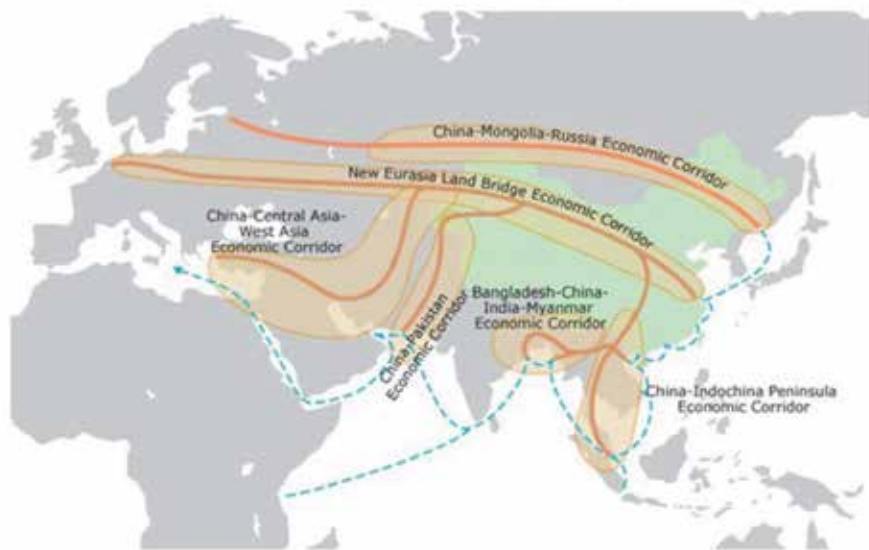 China-Mongolia-Russia Economic Corridor
New Eurasia Land Bridge Economic Corridor
China-Central Asia-
West Asia
Economic Corridor
China-Pakistan
Economic Corridor
Bangladesh-China-
India-Myanmar
Economic Corridor
China-Indochina Peninsula
Economic Corridor